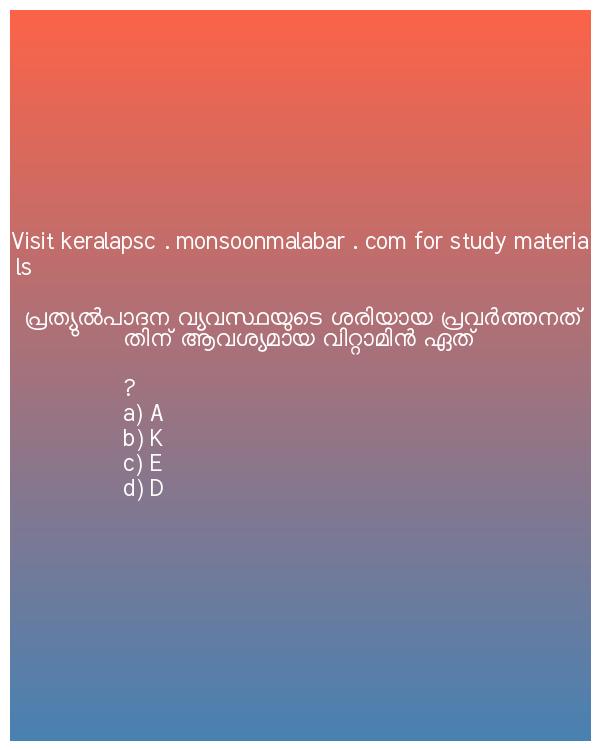 Visit keralapsc . monsoonmalabar . com for study materia
ls
പ്രത്യുൽപാദന വ്യവസ്ഥയുടെ ശരിയായ പ്രവർത്തനത്
തിന് ആവശ്യമായ വിറ്റാമിൻ ഏത്
?
a) A
b) K
c) E
d) D